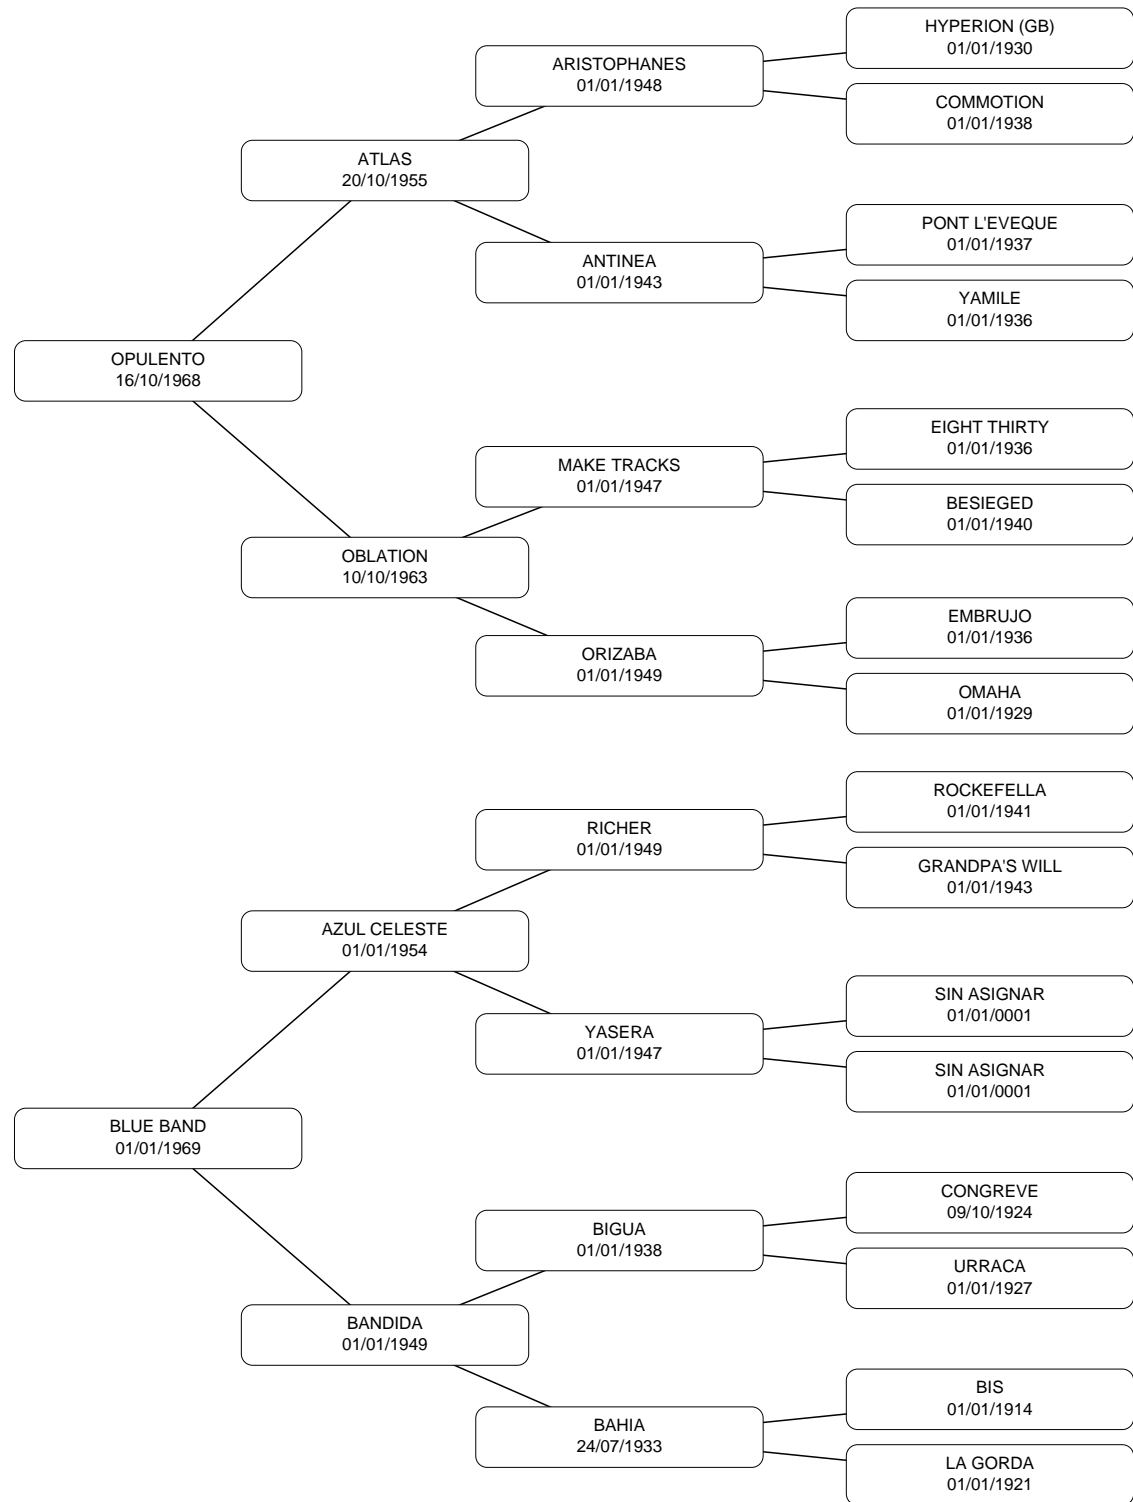 HYPERION (GB)
01/01/1930
ARISTOPHANES
01/01/1948
COMMOTION
01/01/1938
ATLAS
20/10/1955
PONT L'EVEQUE
01/01/1937
ANTINEA
01/01/1943
YAMILE
01/01/1936
OPULENTO
16/10/1968
EIGHT THIRTY
01/01/1936
MAKE TRACKS
01/01/1947
BESIEGED
01/01/1940
OBLATION
10/10/1963
EMBRUJO
01/01/1936
ORIZABA
01/01/1949
OMAHA
01/01/1929
ROCKEFELLA
01/01/1941
RICHER
01/01/1949
GRANDPA'S WILL
01/01/1943
AZUL CELESTE
01/01/1954
SIN ASIGNAR
01/01/0001
YASERA
01/01/1947
SIN ASIGNAR
01/01/0001
BLUE BAND
01/01/1969
CONGREVE
09/10/1924
BIGUA
01/01/1938
URRACA
01/01/1927
BANDIDA
01/01/1949
BIS
01/01/1914
BAHIA
24/07/1933
LA GORDA
01/01/1921